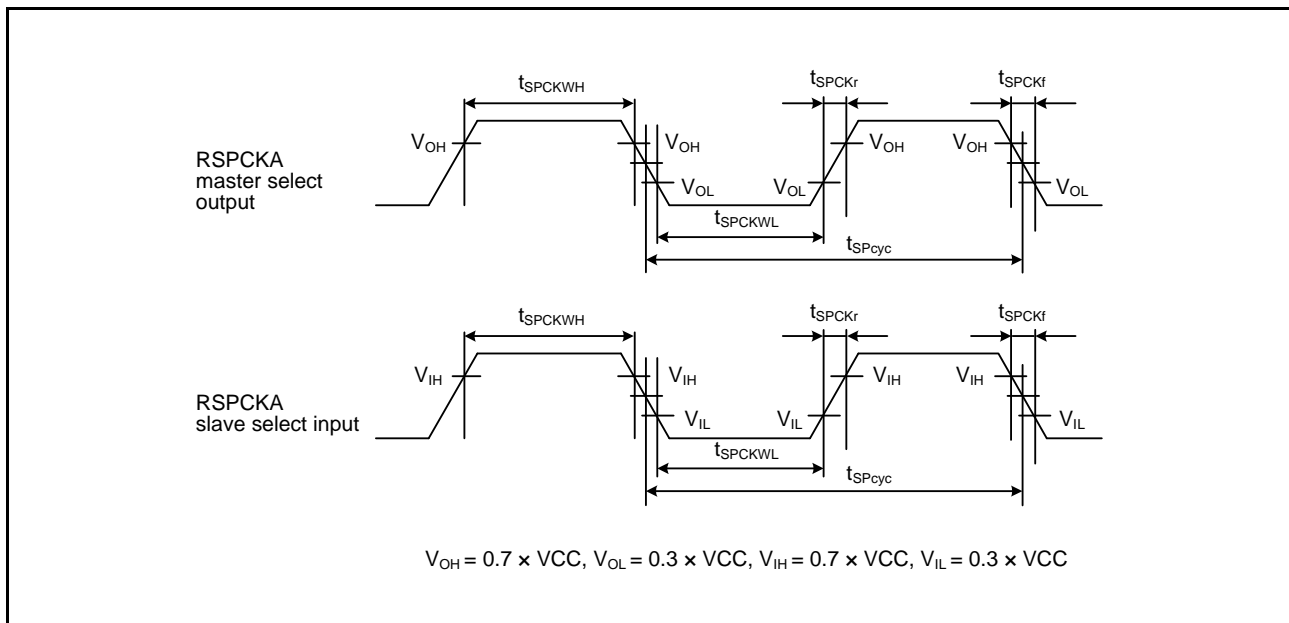 tSPCKWH
tSPCKr
tSPCKf
VOH
VOH
VOH
VOH
RSPCKA
master select
output
VOL
VOL
VOL
tSPCKWL
tSPcyc
tSPCKWH
tSPCKr
tSPCKf
VIH
VIH
VIH
VIH
RSPCKA
slave select input
VIL
VIL
VIL
tSPCKWL
tSPcyc
VOH = 0.7 × VCC, VOL = 0.3 × VCC, VIH = 0.7 × VCC, VIL = 0.3 × VCC